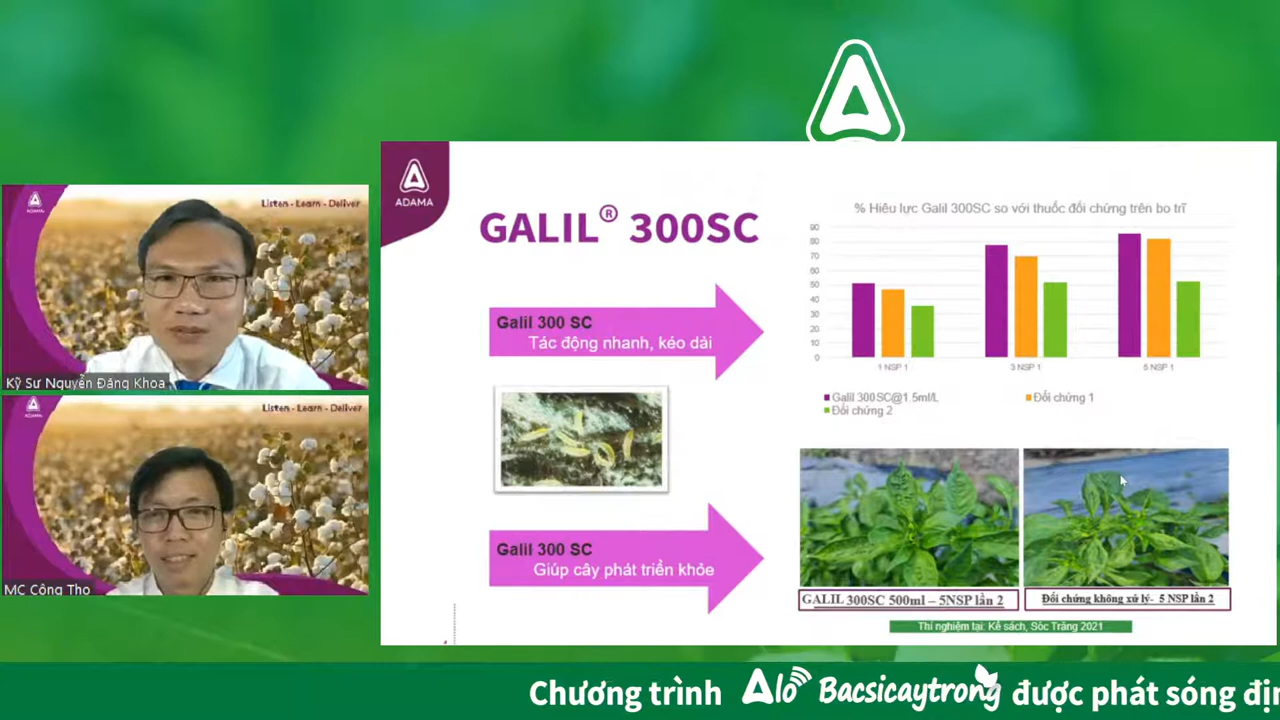 Listen - Learn - Deliver
ADAMA
Kỹ Sư Nguyễn Đăng Khoa
Listen - Learn - Deliver
ADAMA
MC Công Thọ
ADAMA
GALIL® 300SC
Galil 300 SC
Tác động nhanh, kéo dài
Galil 300 SC
Giúp cây phát triển khỏe
% Hiệu lực Galil 300SC so với thuốc đối chứng trên bọ trĩ
90
80
70
60
50
40
30
20
10
0
1 NSP 1
3 NSP 1
5 NSP 1
Galil 300SC@1.5ml/L
Đối chứng 1
Đối chứng 2
GALIL 300SC 500ml – 5NSP lần 2
Đối chứng không xử lý- 5 NSP lần 2
Thí nghiệm tại: Kế sách, Sóc Trăng 2021
Chương trình Alô Bacsicaytrong được phát sóng địn